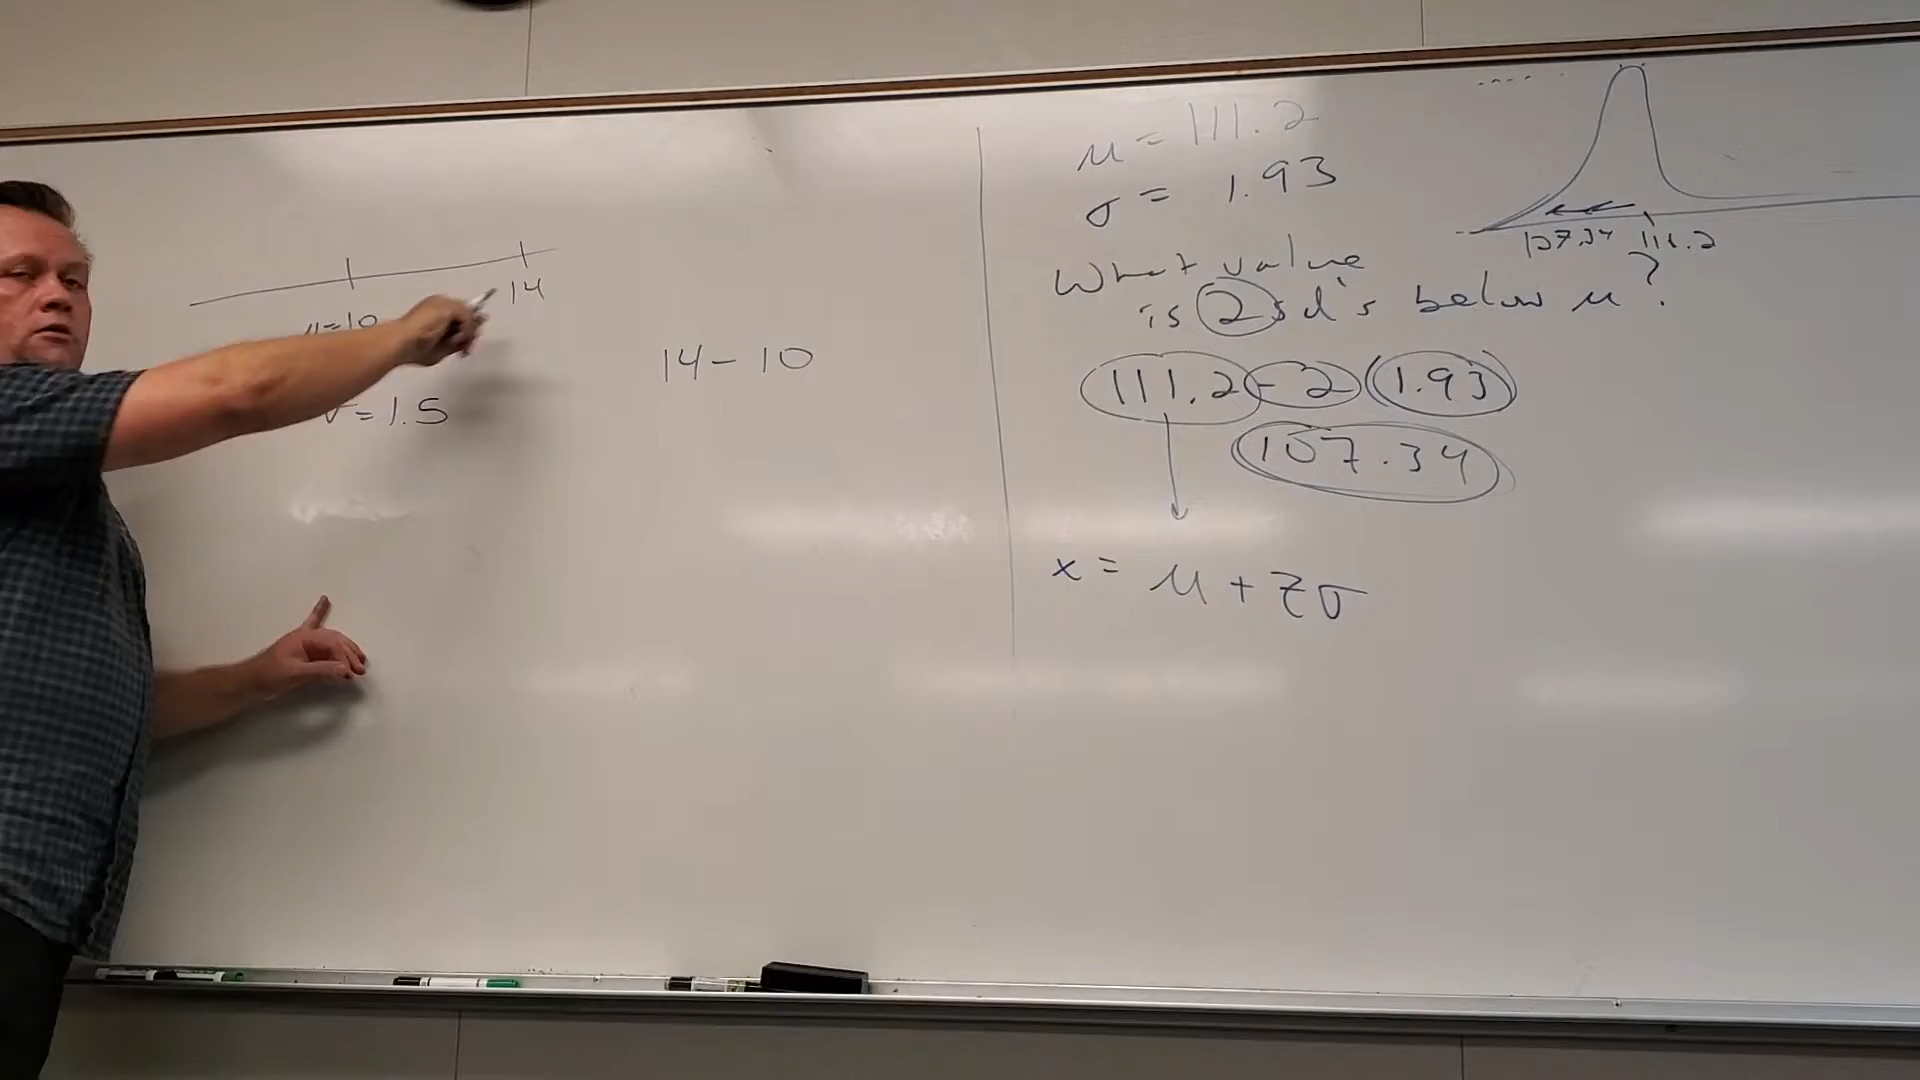 14
μ=10
σ=1.5
14-10
μ = 111.2
σ = 1.93
What value
is 2 sd's below μ?
111.2 - 2 (1.93)
107.34
x = μ + zσ
107.34 111.2